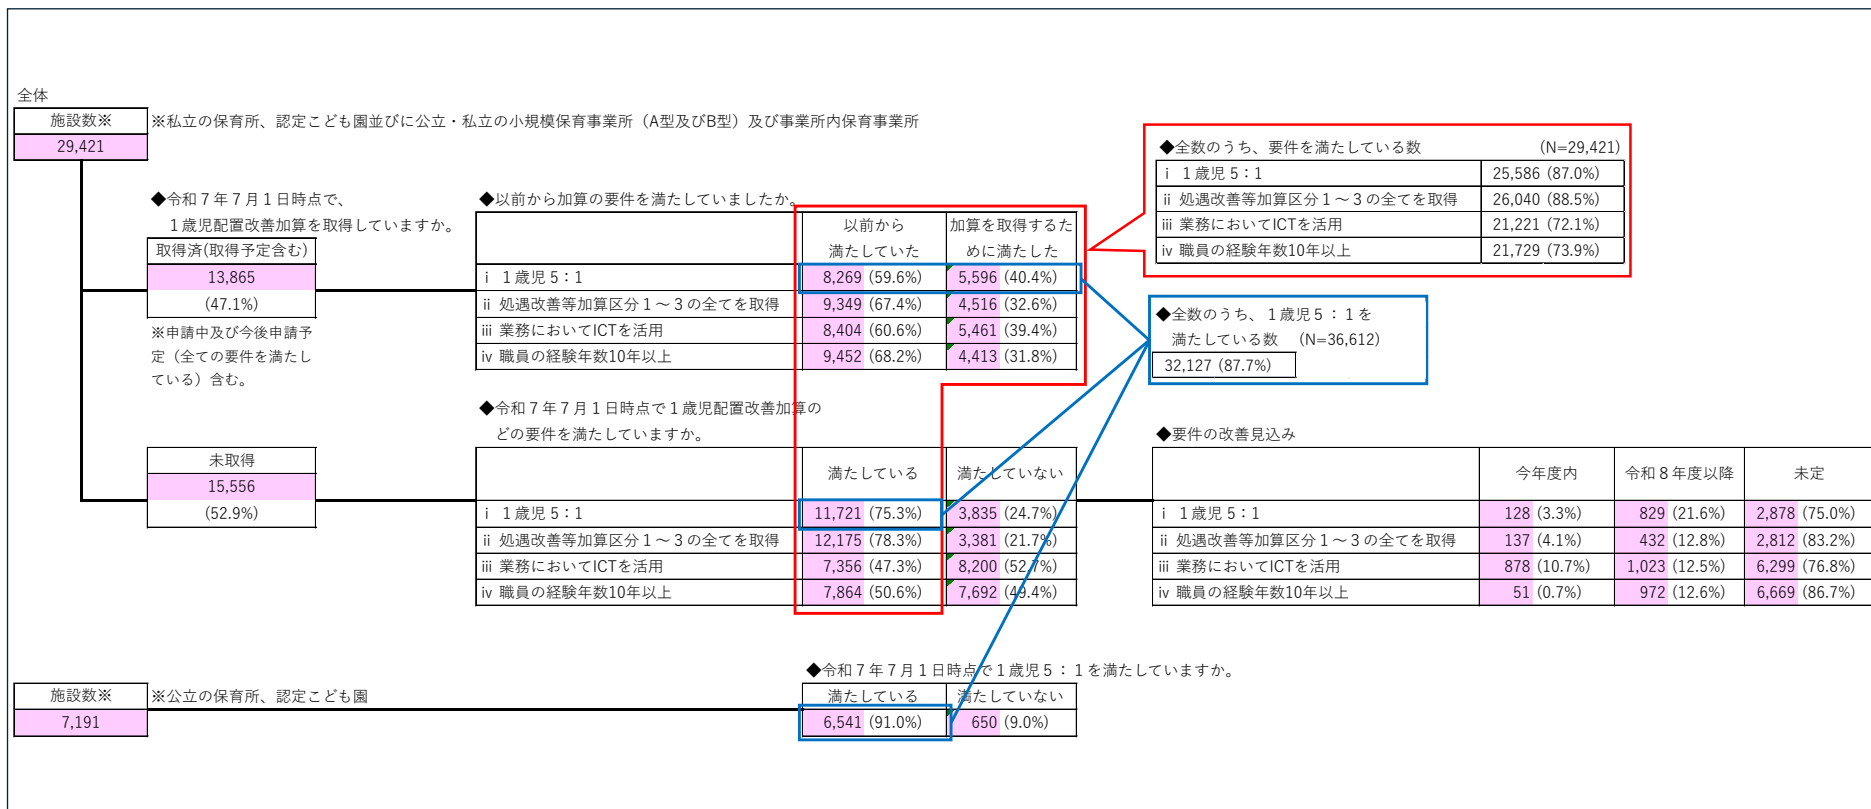 全体
施設数※
※私立の保育所、認定こども園並びに公立・私立の小規模保育事業所（A型及びB型）及び事業所内保育事業所
29,421
◆全数のうち、要件を満たしている数 (N=29,421)
ⅰ 1歳児 5：1 25,586 (87.0%)
ⅱ 処遇改善等加算区分１～３の全てを取得 26,040 (88.5%)
ⅲ 業務においてICTを活用 21,221 (72.1%)
ⅳ 職員の経験年数10年以上 21,729 (73.9%)
◆令和７年７月１日時点で、
１歳児配置改善加算を取得していますか。
取得済(取得予定含む)
13,865
(47.1%)
※申請中及び今後申請予
定（全ての要件を満たし
ている）含む。
◆以前から加算の要件を満たしていましたか。
以前から
満たしていた
加算を取得するた
めに満たした
ⅰ 1歳児 5：1 8,269 (59.6%) 5,596 (40.4%)
ⅱ 処遇改善等加算区分１～３の全てを取得 9,349 (67.4%) 4,516 (32.6%)
ⅲ 業務においてICTを活用 8,404 (60.6%) 5,461 (39.4%)
ⅳ 職員の経験年数10年以上 9,452 (68.2%) 4,413 (31.8%)
◆全数のうち、１歳児５：１を
満たしている数 (N=36,612)
32,127 (87.7%)
◆令和７年７月１日時点で１歳児配置改善加算の
どの要件を満たしていますか。
未取得
15,556
(52.9%)
満たしている 満たしていない
ⅰ 1歳児 5：1 11,721 (75.3%) 3,835 (24.7%)
ⅱ 処遇改善等加算区分１～３の全てを取得 12,175 (78.3%) 3,381 (21.7%)
ⅲ 業務においてICTを活用 7,356 (47.3%) 8,200 (52.7%)
ⅳ 職員の経験年数10年以上 7,864 (50.6%) 7,692 (49.4%)
◆要件の改善見込み
今年度内 令和８年度以降 未定
ⅰ 1歳児 5：1 128 (3.3%) 829 (21.6%) 2,878 (75.0%)
ⅱ 処遇改善等加算区分１～３の全てを取得 137 (4.1%) 432 (12.8%) 2,812 (83.2%)
ⅲ 業務においてICTを活用 878 (10.7%) 1,023 (12.5%) 6,299 (76.8%)
ⅳ 職員の経験年数10年以上 51 (0.7%) 972 (12.6%) 6,669 (86.7%)
◆令和７年７月１日時点で１歳児５：１を満たしていますか。
施設数※
※公立の保育所、認定こども園
7,191
満たしている 満たしていない
6,541 (91.0%) 650 (9.0%)